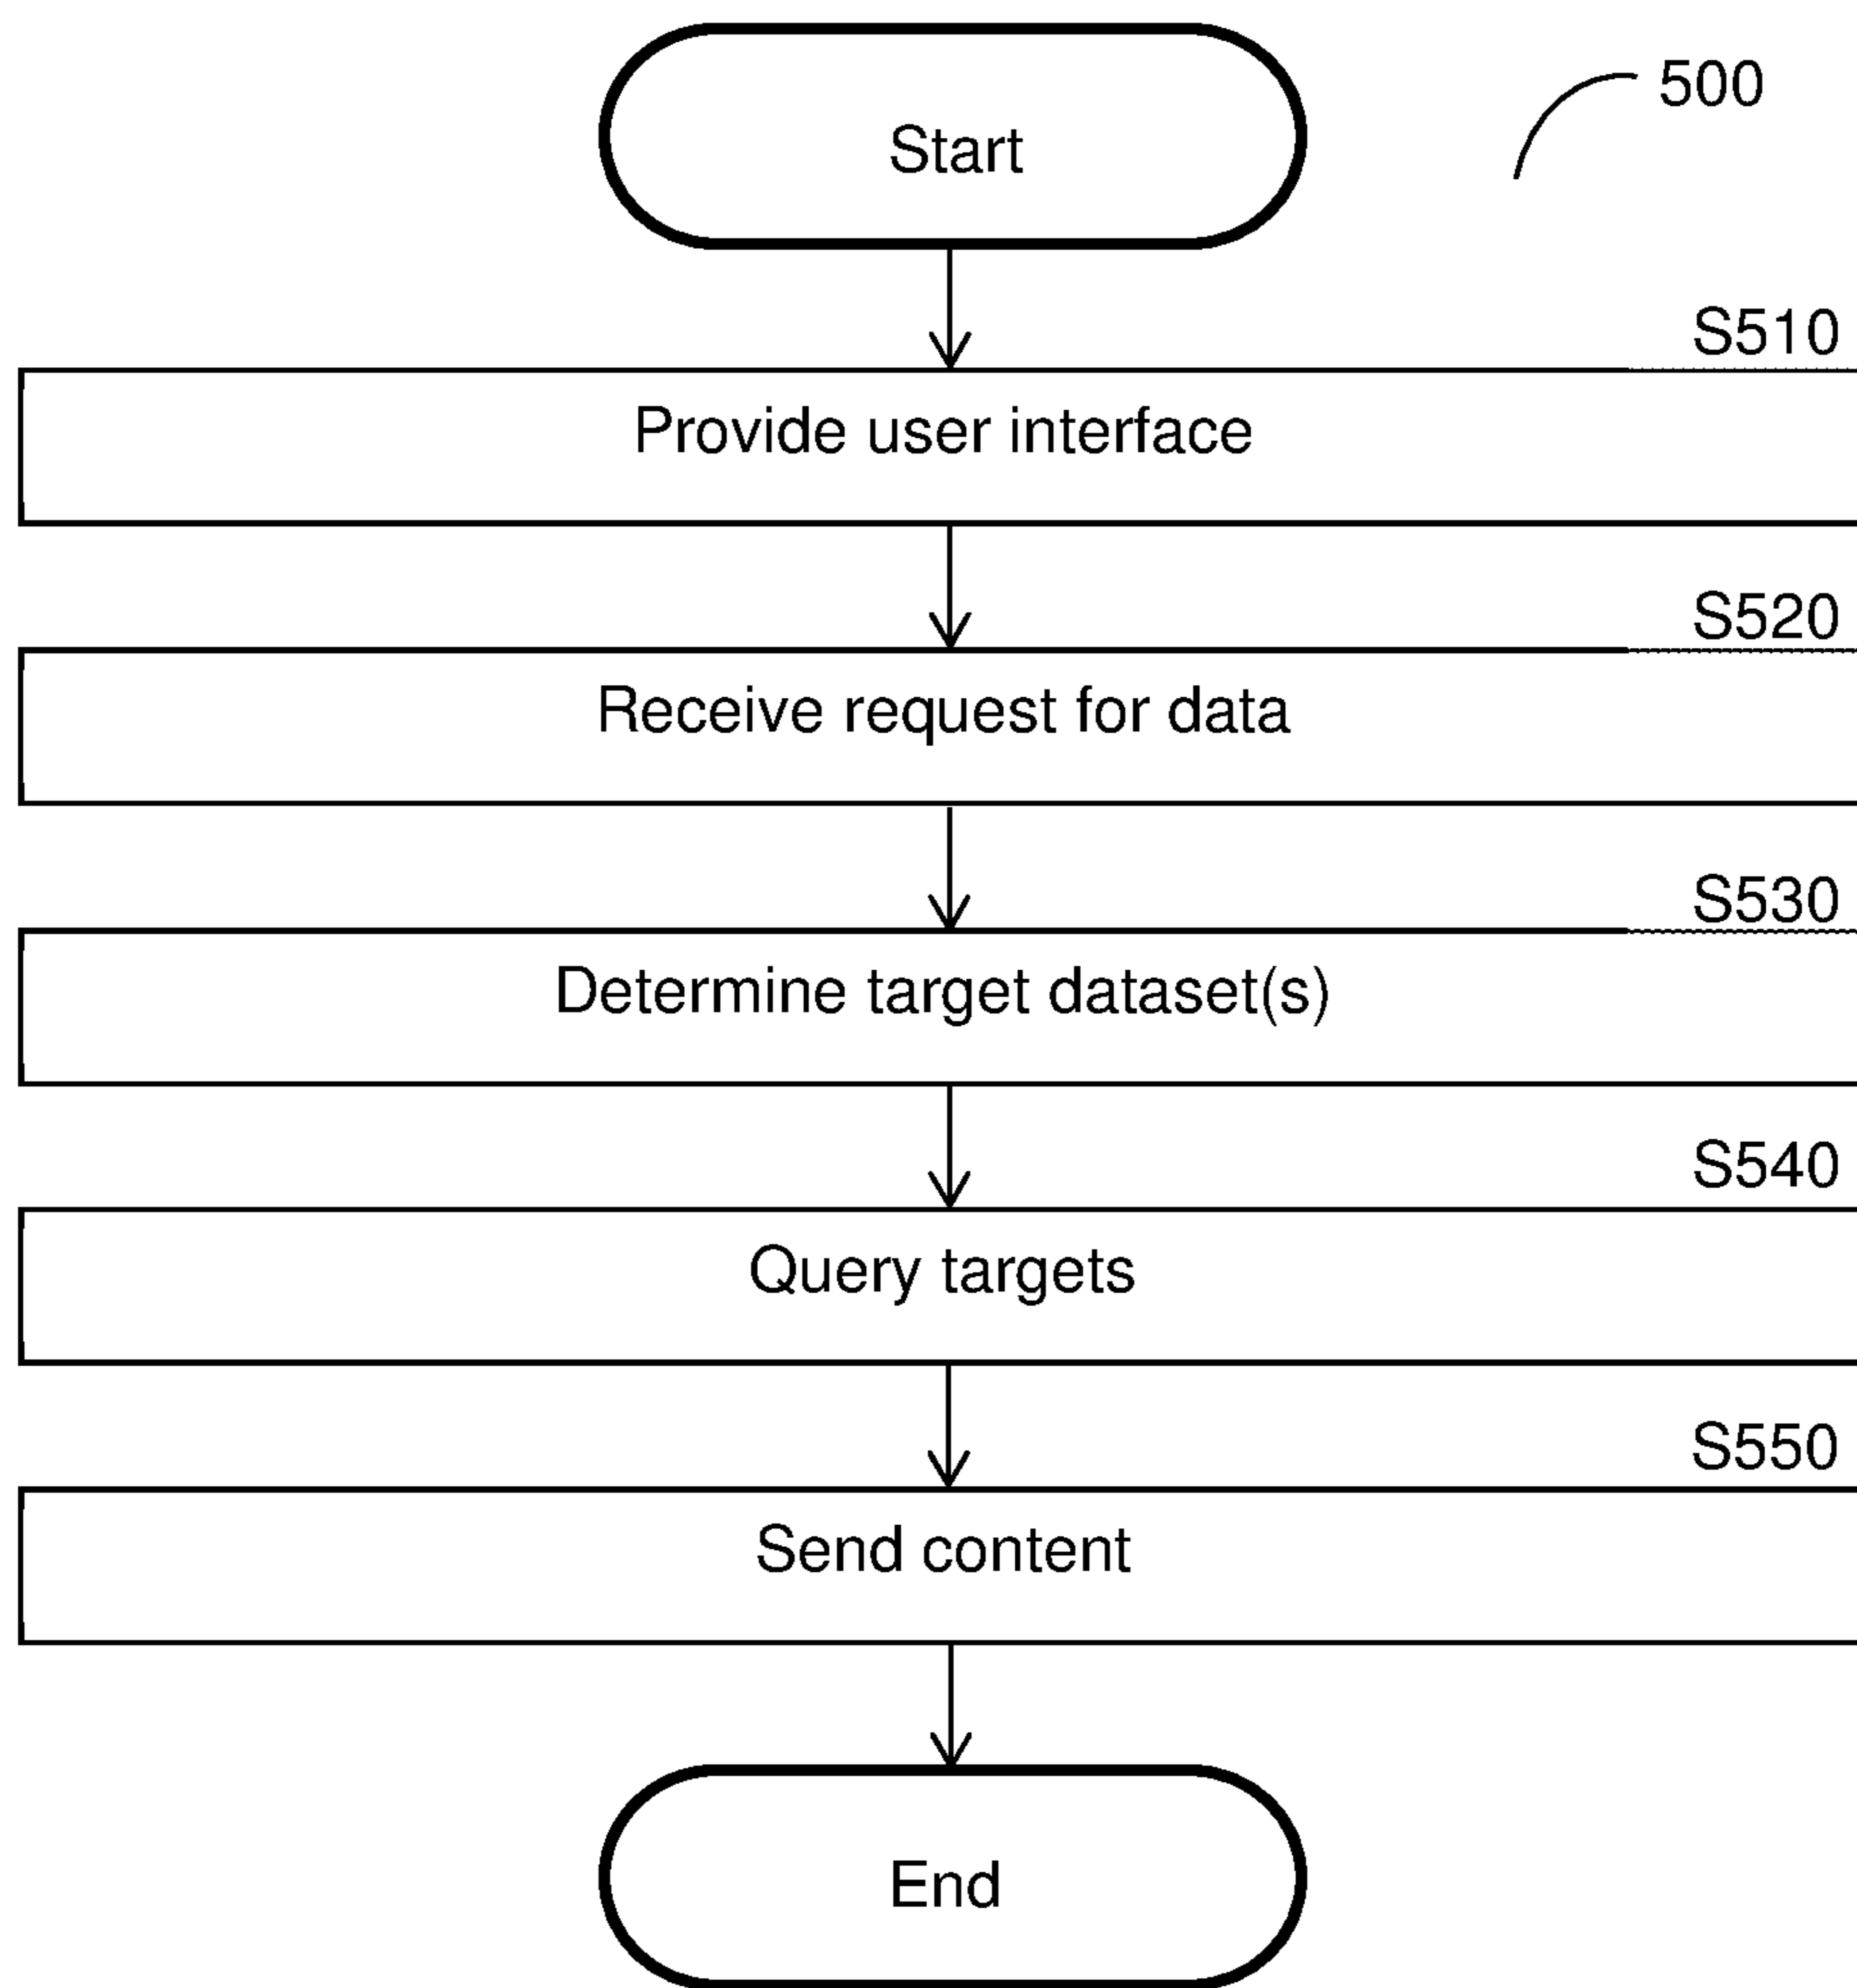 Start
500
S510
Provide user interface
S520
Receive request for data
S530
Determine target dataset(s)
S540
Query targets
S550
Send content
End